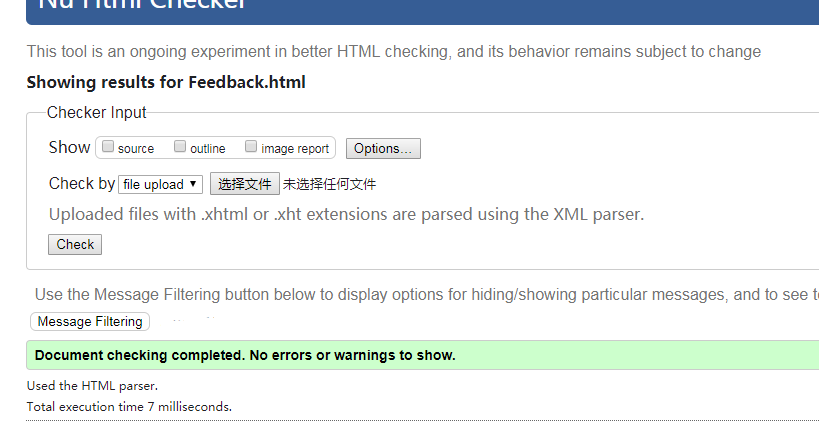 Nu Html Checker
This tool is an ongoing experiment in better HTML checking, and its behavior remains subject to change
Showing results for Feedback.html
Checker Input
Show source outline image report Options...
Check by file upload 选择文件 未选择任何文件
Uploaded files with .xhtml or .xht extensions are parsed using the XML parser.
Check
Use the Message Filtering button below to display options for hiding/showing particular messages, and to see
Message Filtering
Document checking completed. No errors or warnings to show.
Used the HTML parser.
Total execution time 7 milliseconds.